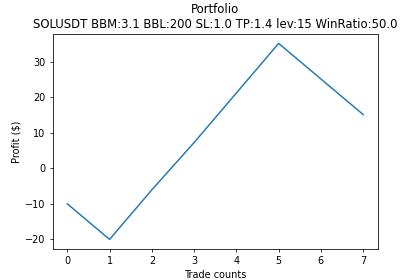 Portfolio
SOLUSDT BBM:3.1 BBL:200 SL:1.0 TP:1.4 lev:15 WinRatio:50.0
Profit ($)
30
20
10
0
−10
−20
0 1 2 3 4 5 6 7
Trade counts